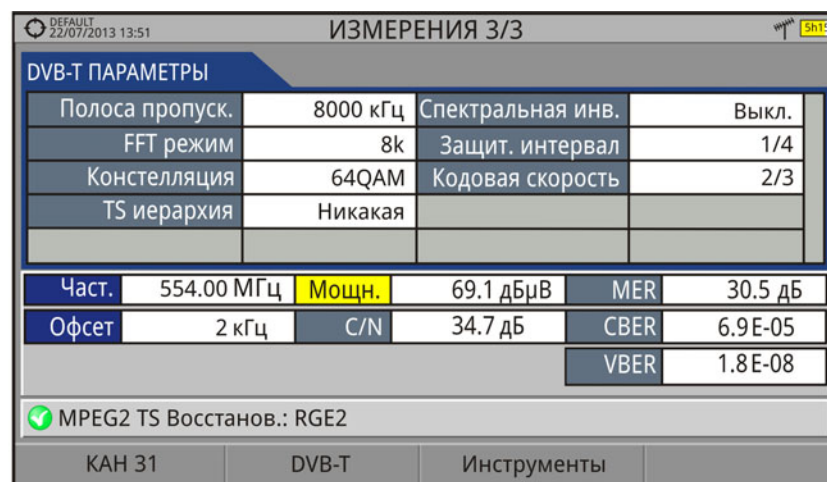 DEFAULT
22/07/2013 13:51
ИЗМЕРЕНИЯ 3/3
5h15
DVB-T ПАРАМЕТРЫ
Полоса пропуск. 8000 кГц Спектральная инв. Выкл.
FFT режим 8k Защит. интервал 1/4
Констелляция 64QAM Кодовая скорость 2/3
TS иерархия Никакая
Част. 554.00 МГц Мощн. 69.1 дБµВ MER 30.5 дБ
Офсет 2 кГц C/N 34.7 дБ CBER 6.9E-05
VBER 1.8E-08
MPEG2 TS Восстанов.: RGE2
КАН 31 DVB-T Инструменты